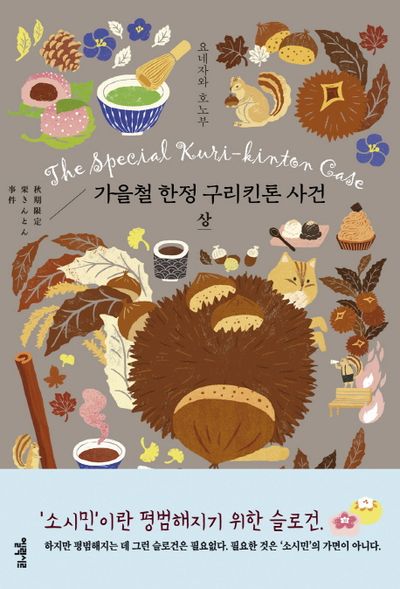 요네자와 호노부
The Special Kuri-kinton Case
秋期限定
栗きんとん
事件
가을철 한정 구리킨톤 사건
상
'소시민'이란 평범해지기 위한 슬로건.
하지만 평범해지는 데 그런 슬로건은 필요없다. 필요한 것은 '소시민'의 가면이 아니다.
엘릭시르